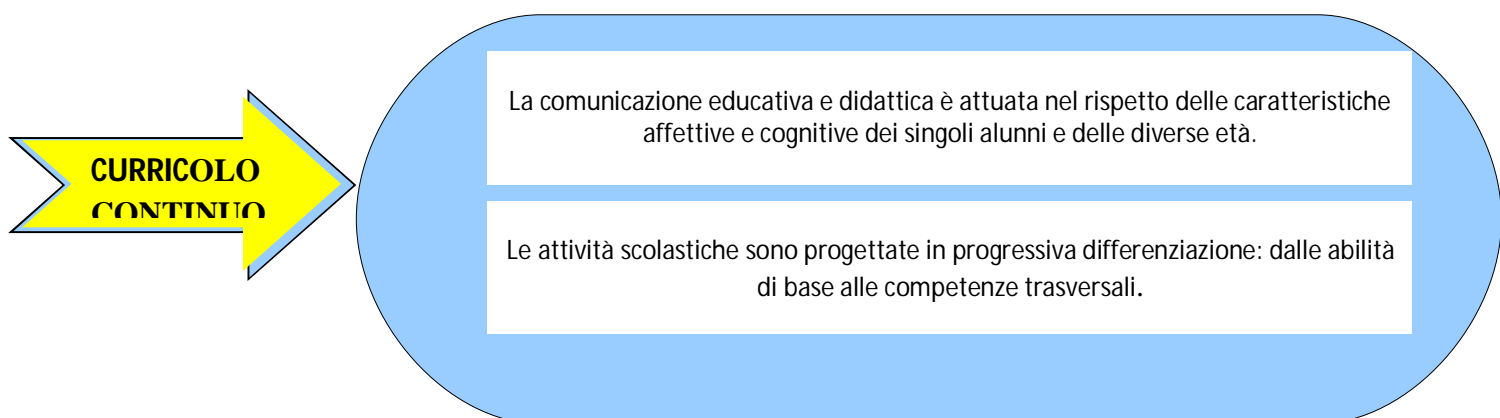 CURRICOLO
CONTINUO
La comunicazione educativa e didattica è attuata nel rispetto delle caratteristiche
affettive e cognitive dei singoli alunni e delle diverse età.
Le attività scolastiche sono progettate in progressiva differenziazione: dalle abilità
di base alle competenze trasversali.